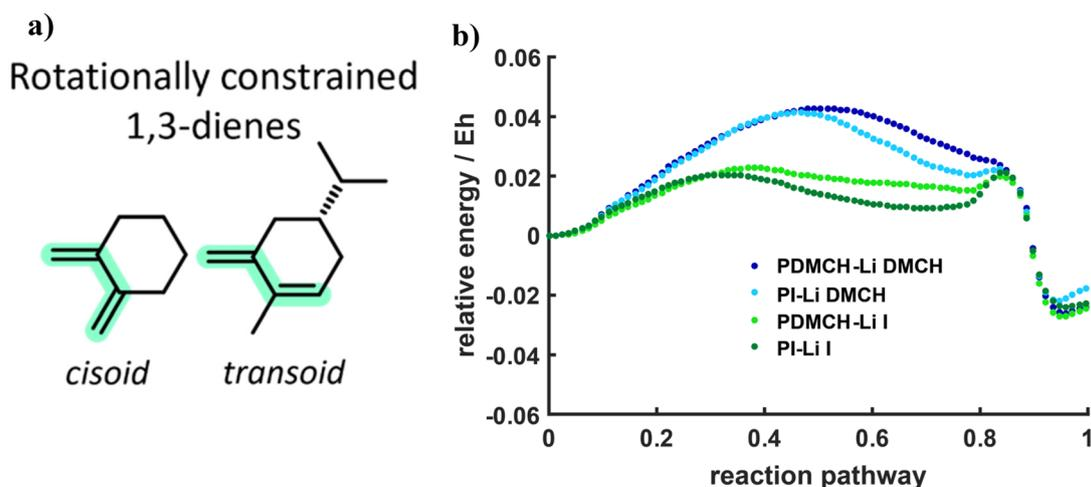 a)
Rotationally constrained
1,3-dienes
cisoid
transoid
b)
relative energy / Eh
0.06
0.04
0.02
0
-0.02
-0.04
-0.06
PDMCH-Li DMCH
PI-Li DMCH
PDMCH-Li I
PI-Li I
0 0.2 0.4 0.6 0.8 1
reaction pathway